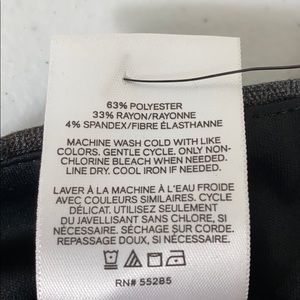 63% POLYESTER
33% RAYON/RAYONNE
4% SPANDEX/FIBRE ÉLASTHANNE
MACHINE WASH COLD WITH LIKE
COLORS. GENTLE CYCLE. ONLY NON-
CHLORINE BLEACH WHEN NEEDED.
LINE DRY. COOL IRON IF NEEDED.
LAVER À LA MACHINE À L'EAU FROIDE
AVEC COULEURS SIMILAIRES. CYCLE
DÉLICAT. UTILISATION SEULEMENT
DU JAVELLISANT SANS CHLORE, SI
NÉCESSAIRE. SÉCHAGE SUR CORDE.
REPASSAGE DOUX, SI NÉCESSAIRE.
RN# 55285